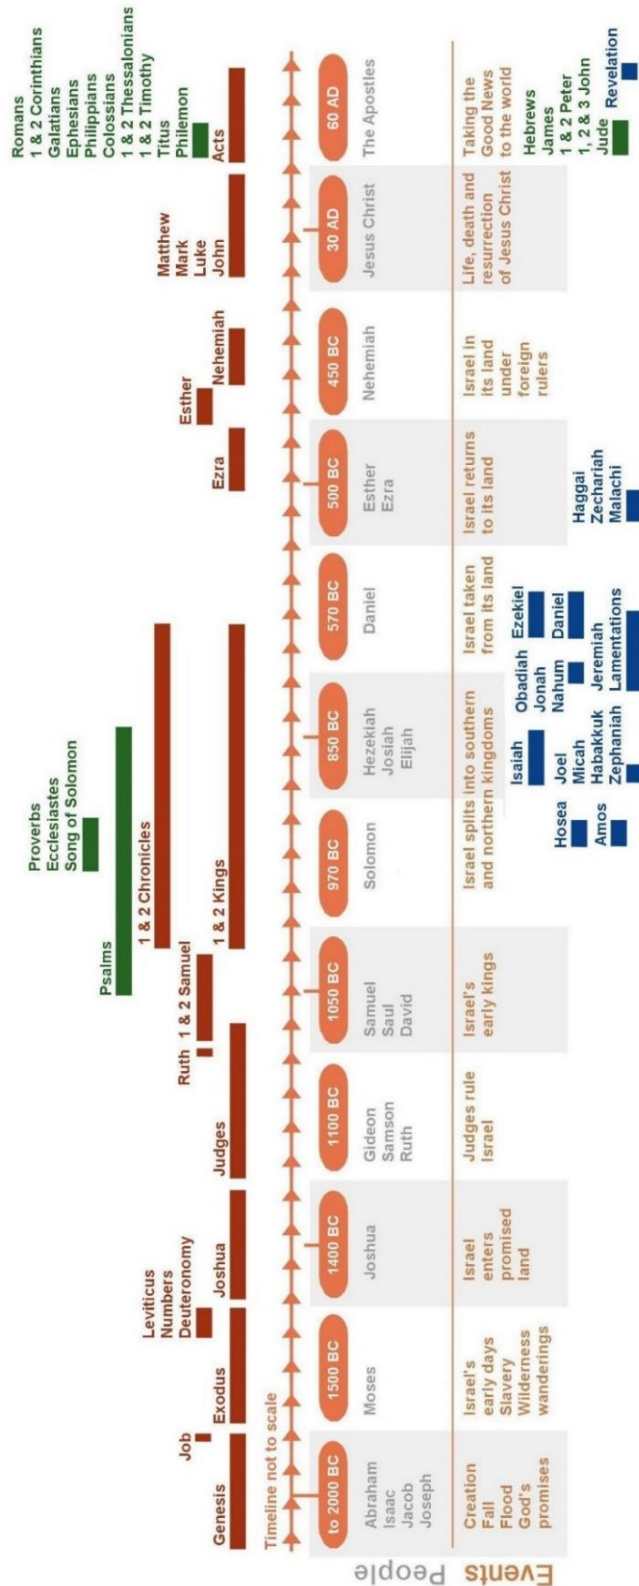 Romans
1 & 2 Corinthians
Galatians
Ephesians
Philippians
Colossians
1 & 2 Thessalonians
1 & 2 Timothy
Titus
Philemon
Proverbs
Ecclesiastes
Song of Solomon
Psalms
Matthew
Mark
Luke
John
Acts
1 & 2 Chronicles
Leviticus
Numbers
Deuteronomy
Job
Ruth
1 & 2 Samuel
Esther
Genesis
Exodus
Joshua
Judges
1 & 2 Kings
Ezra
Nehemiah
Timeline not to scale
to 2000 BC
1500 BC
1400 BC
1100 BC
1050 BC
970 BC
850 BC
570 BC
500 BC
450 BC
30 AD
60 AD
People
Abraham
Isaac
Jacob
Joseph
Moses
Joshua
Gideon
Samson
Ruth
Samuel
Saul
David
Solomon
Hezekiah
Josiah
Elijah
Daniel
Esther
Ezra
Nehemiah
Jesus Christ
The Apostles
Events
Creation
Fall
Flood
God's
promises
Israel's
early days
Slavery
Wilderness
wanderings
Israel
enters
promised
land
Judges rule
Israel
Israel's
early kings
Israel splits into southern
and northern kingdoms
Israel taken
from its land
Israel returns
to its land
Israel in
its land
under
foreign
rulers
Life, death and
resurrection
of Jesus Christ
Taking the
Good News
to the world
Hosea
Amos
Isaiah
Joel
Micah
Habakkuk
Zephaniah
Obadiah
Jonah
Nahum
Jeremiah
Lamentations
Ezekiel
Daniel
Haggai
Zechariah
Malachi
Hebrews
James
1 & 2 Peter
1, 2 & 3 John
Jude
Revelation